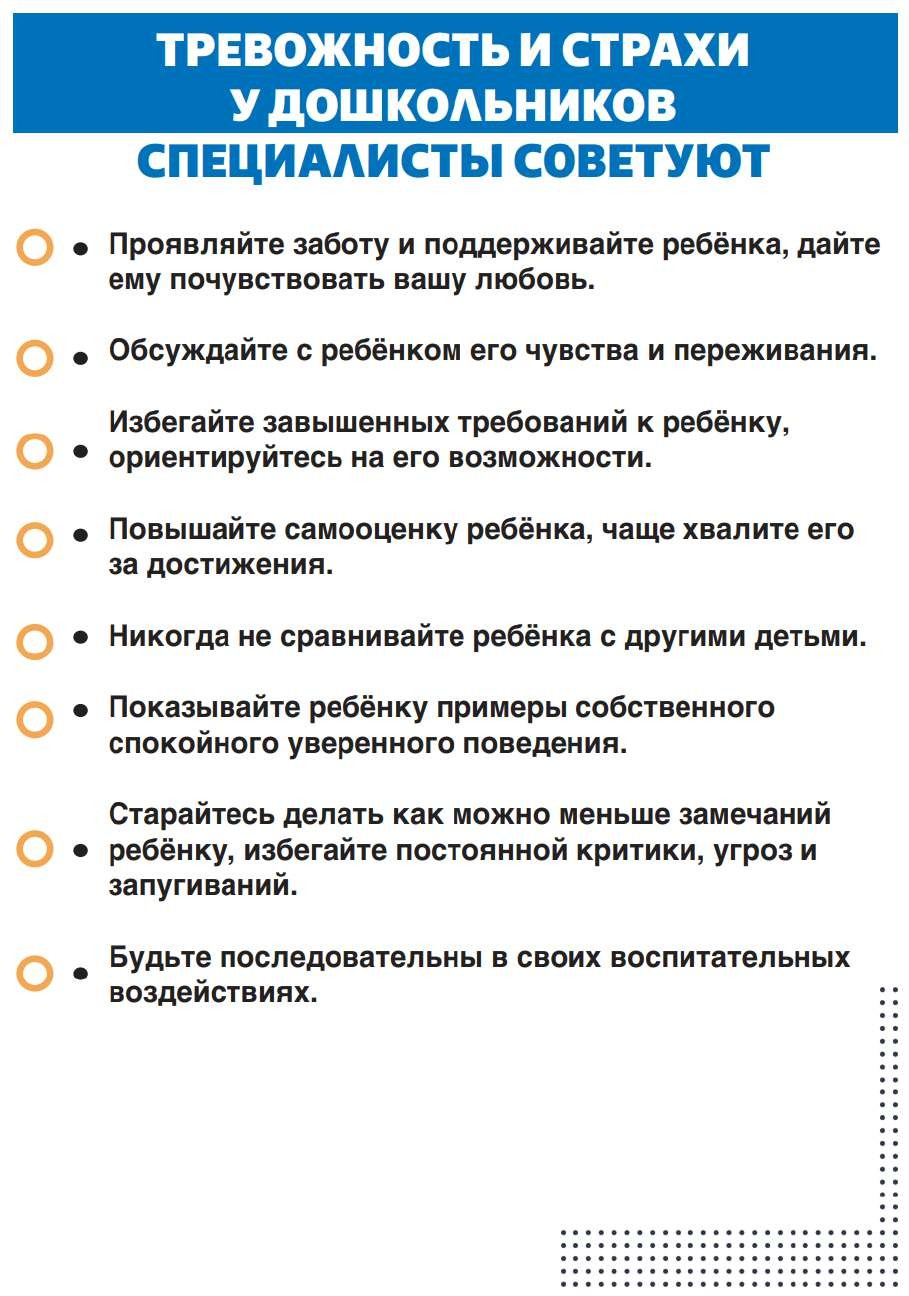 ТРЕВОЖНОСТЬ И СТРАХИ
У ДОШКОЛЬНИКОВ
СПЕЦИАЛИСТЫ СОВЕТУЮТ
• Проявляйте заботу и поддерживайте ребёнка, дайте
ему почувствовать вашу любовь.
• Обсуждайте с ребёнком его чувства и переживания.
• Избегайте завышенных требований к ребёнку,
ориентируйтесь на его возможности.
• Повышайте самооценку ребёнка, чаще хвалите его
за достижения.
• Никогда не сравнивайте ребёнка с другими детьми.
• Показывайте ребёнку примеры собственного
спокойного уверенного поведения.
• Старайтесь делать как можно меньше замечаний
ребёнку, избегайте постоянной критики, угроз и
запугиваний.
• Будьте последовательны в своих воспитательных
воздействиях.